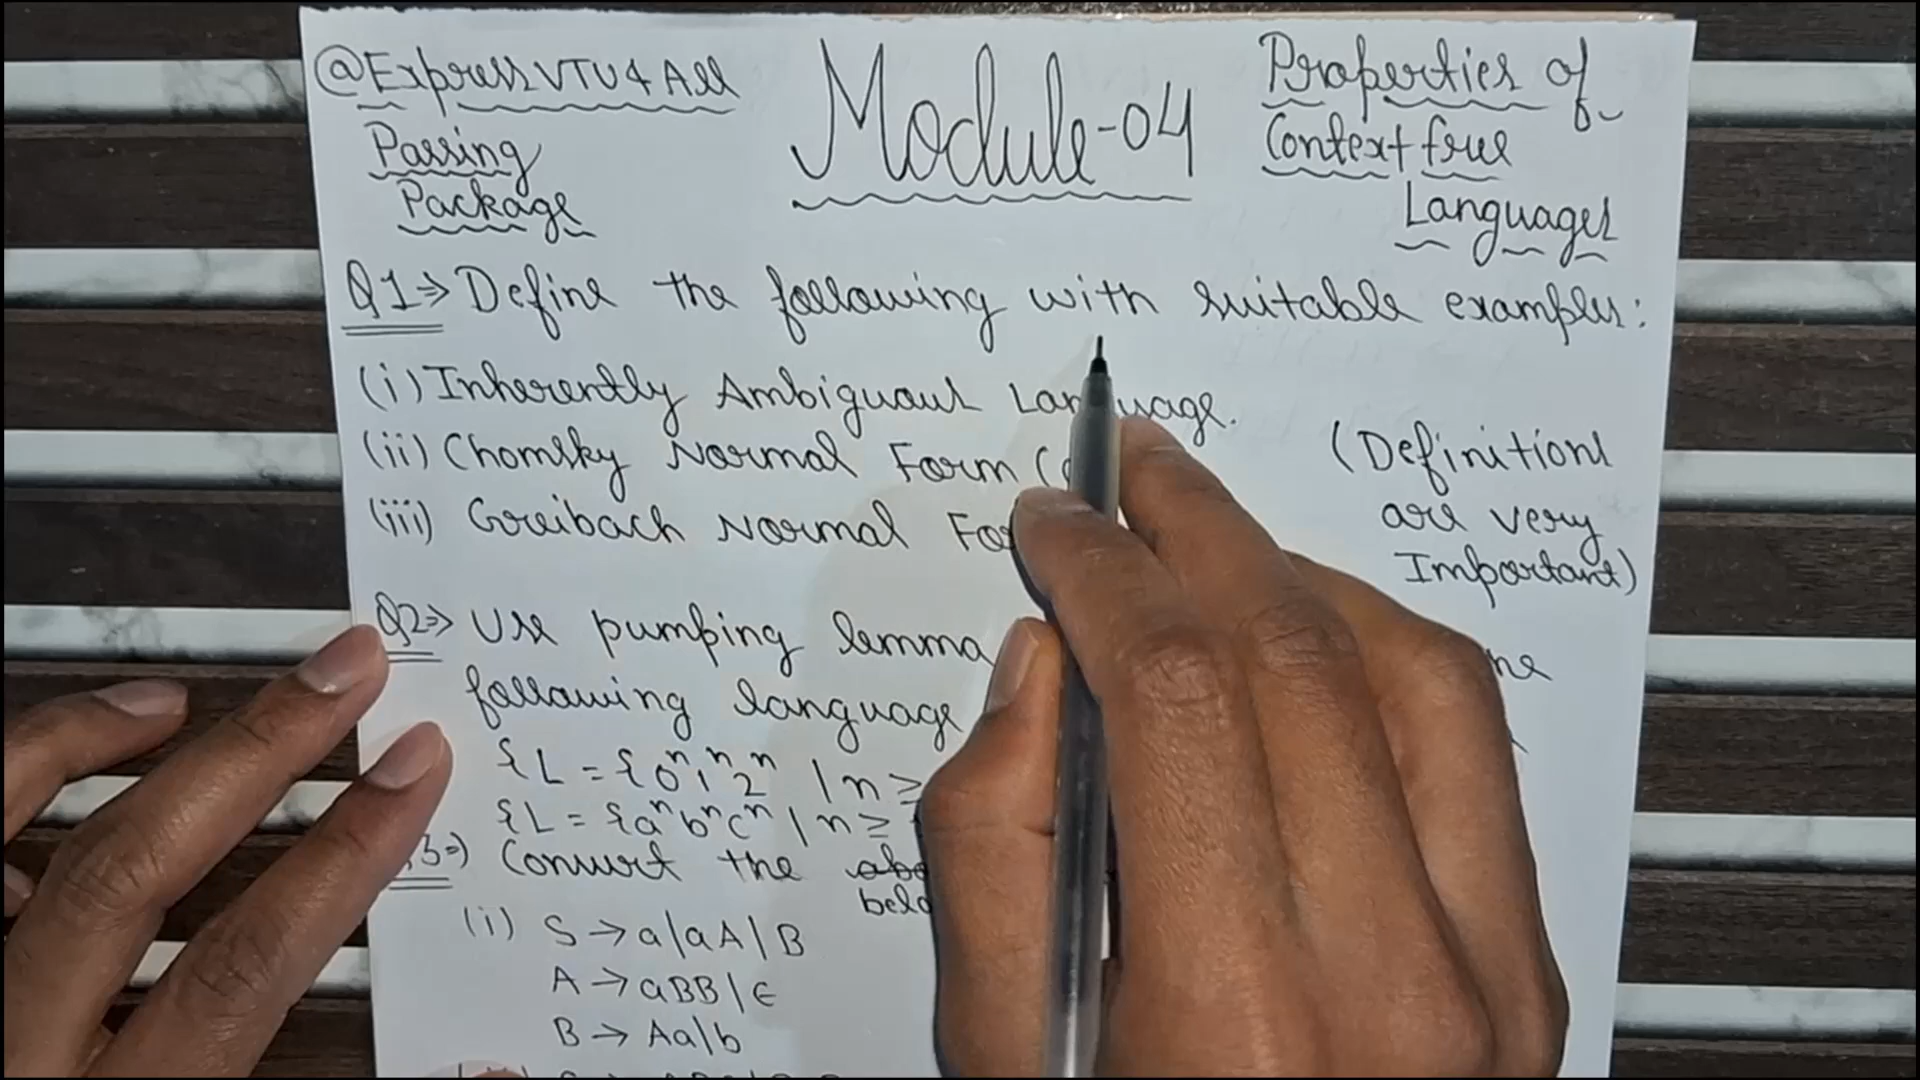 @ExpressVTU4All
Passing
Package
Module-04
Properties of
Context free
Languages
Q1⇒ Define the following with suitable examples:
(i) Inherently Ambiguous Language.
(ii) Chomsky Normal Form (
(iii) Greibach Normal
(Definitions
are very
Important)
Q2⇒ Use pumping lemma
following language
{L = {0ⁿ1ⁿ2ⁿ | n ≥
{L = {aⁿbⁿcⁿ | n ≥
3⇒) Convert the
(i) S → a|aA|B
A → aBB|ε
B → Aa|b